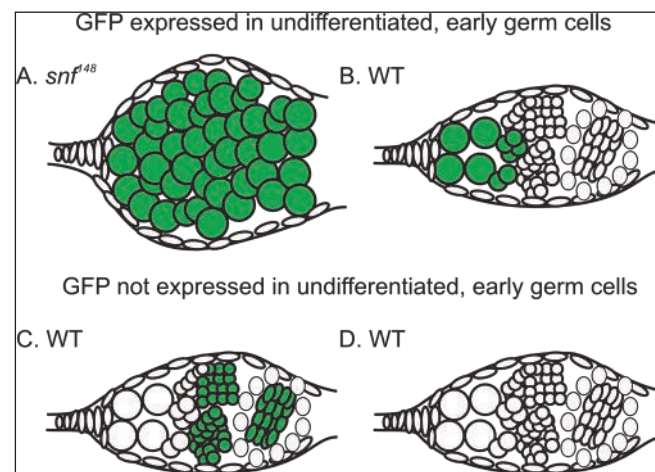 GFP expressed in undifferentiated, early germ cells
A. snf¹⁴⁸
B. WT
GFP not expressed in undifferentiated, early germ cells
C. WT
D. WT